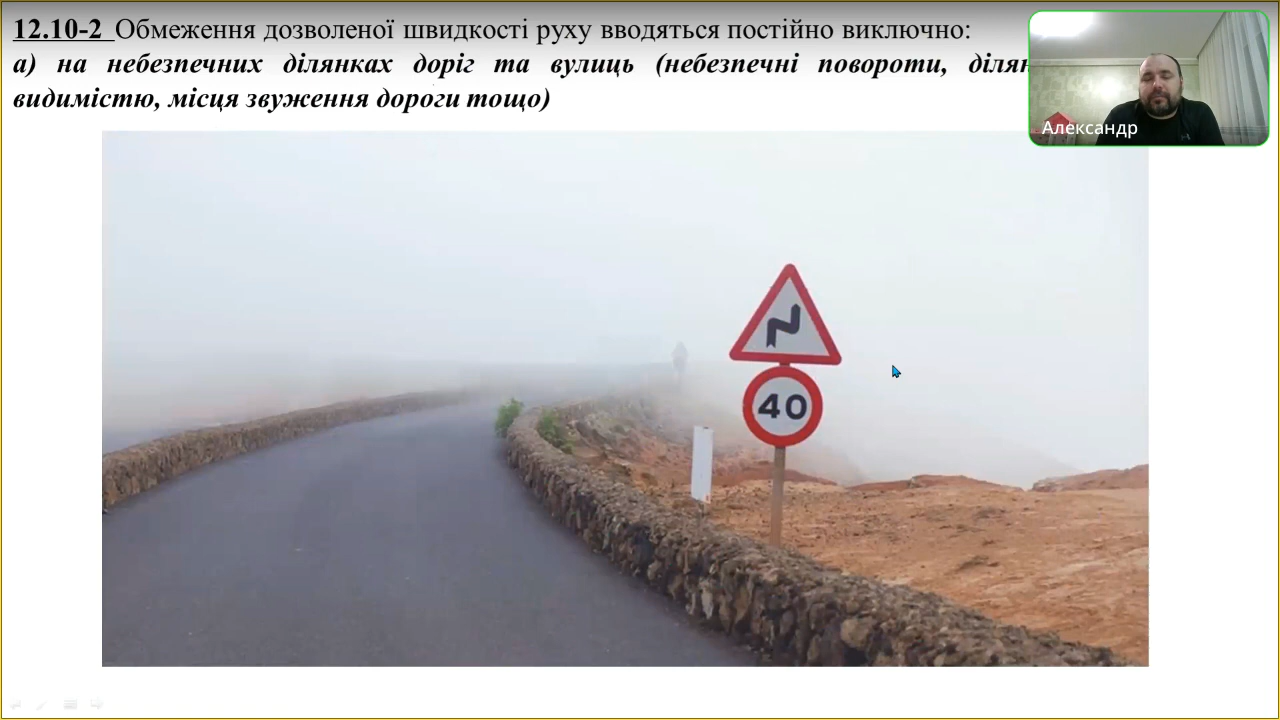 12.10-2 Обмеження дозволеної швидкості руху вводяться постійно виключно:
а) на небезпечних ділянках доріг та вулиць (небезпечні повороти,
видимістю, місця звуження дороги тощо)
Александр
40